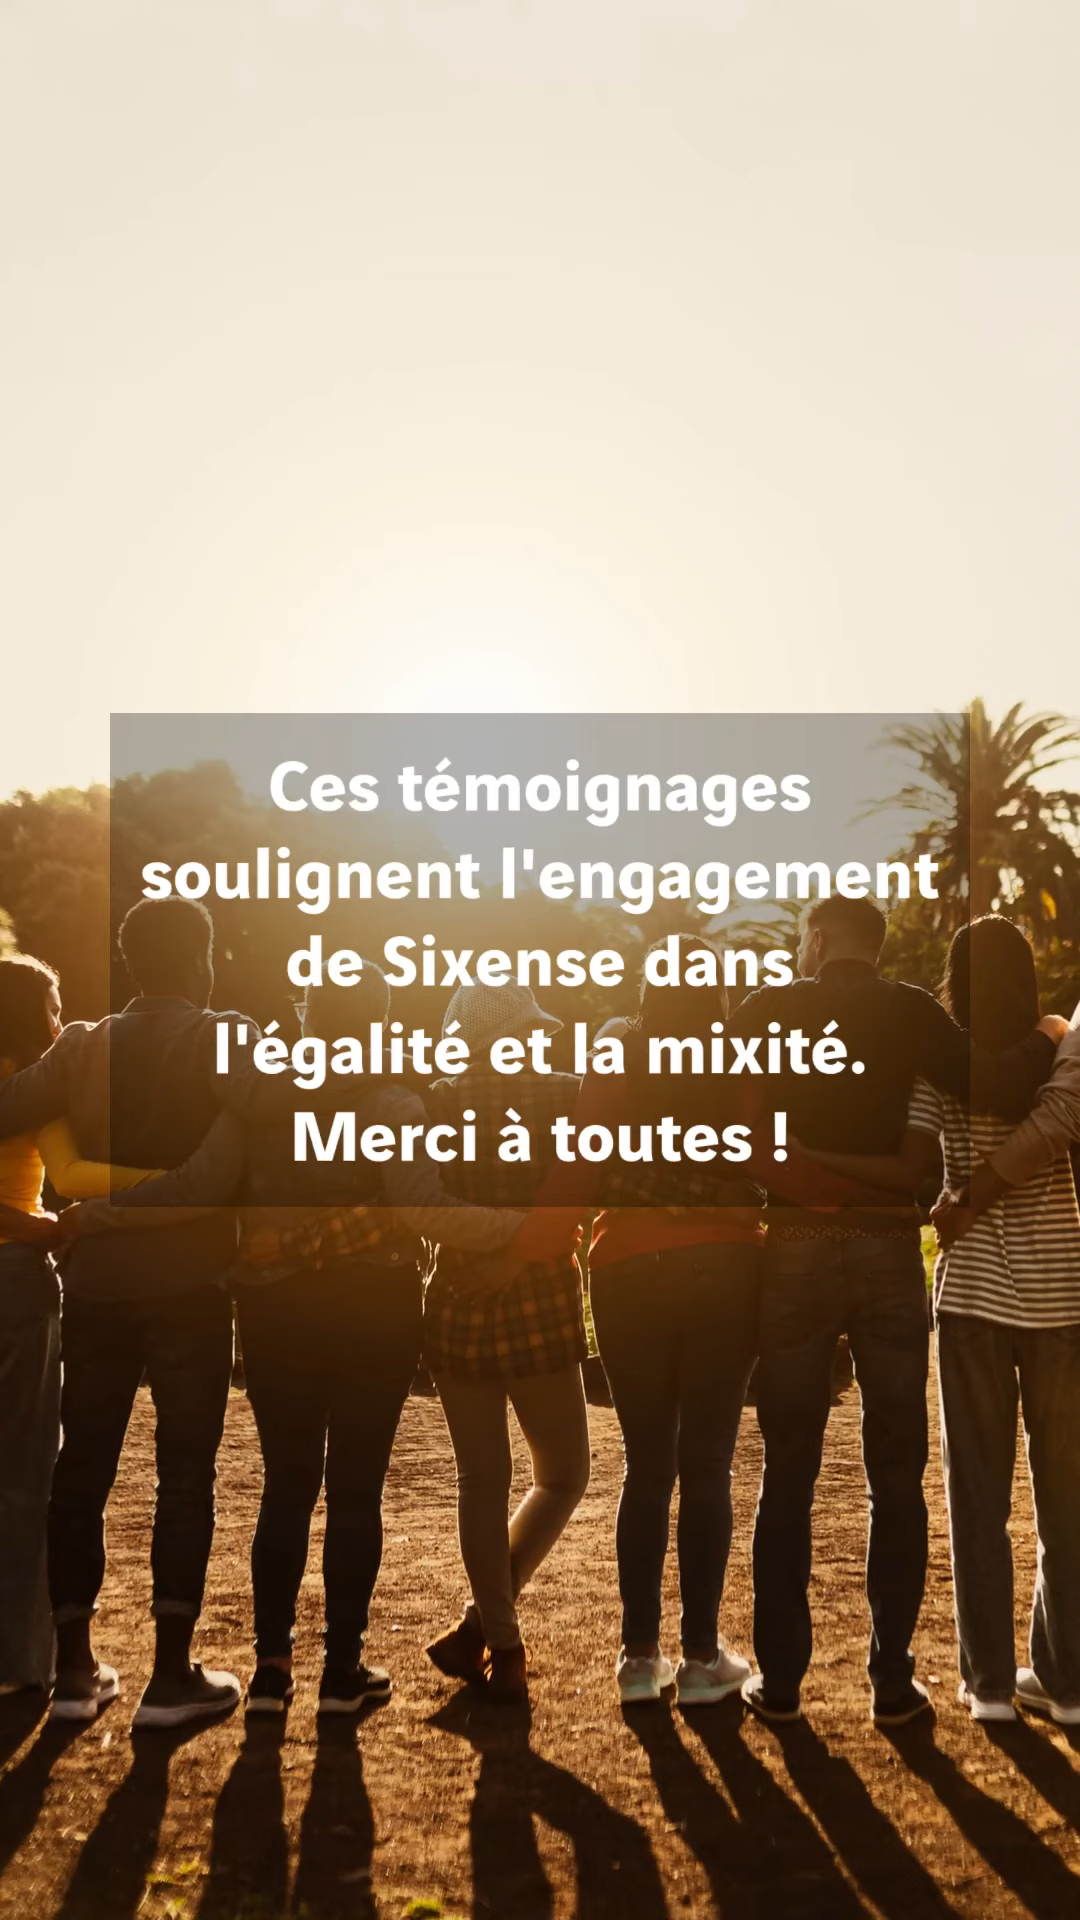 Ces témoignages
soulignent l'engagement
de Sixense dans
l'égalité et la mixité.
Merci à toutes !